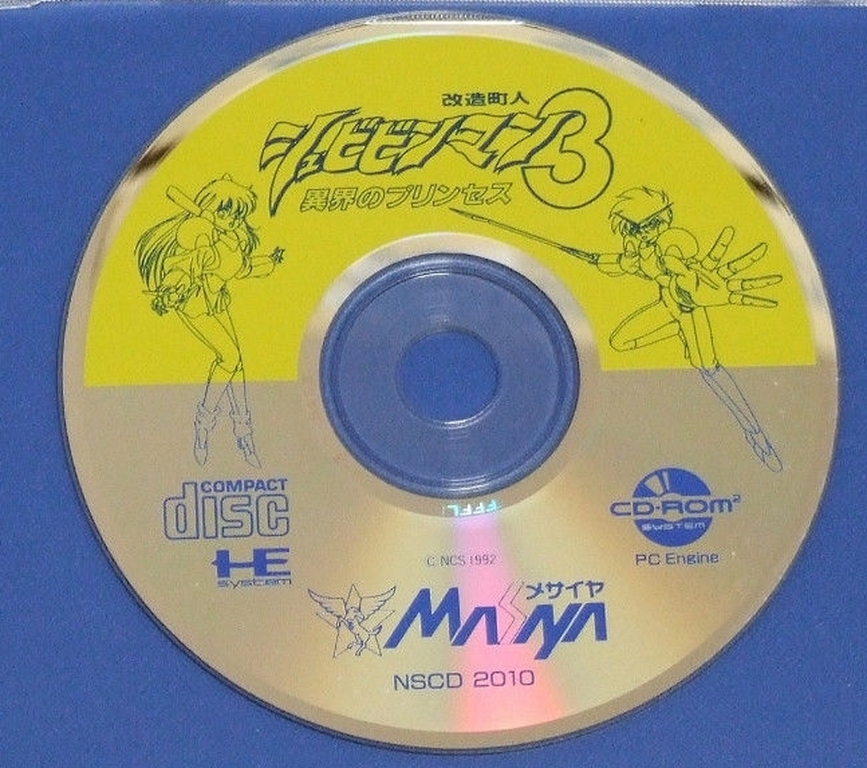 改造町人
シュビビンマン3
異界のプリンセス
COMPACT
disc
HE
system
CD-ROM²
SYSTEM
PC Engine
© NCS 1992
メサイヤ
MASAYA
NSCD 2010